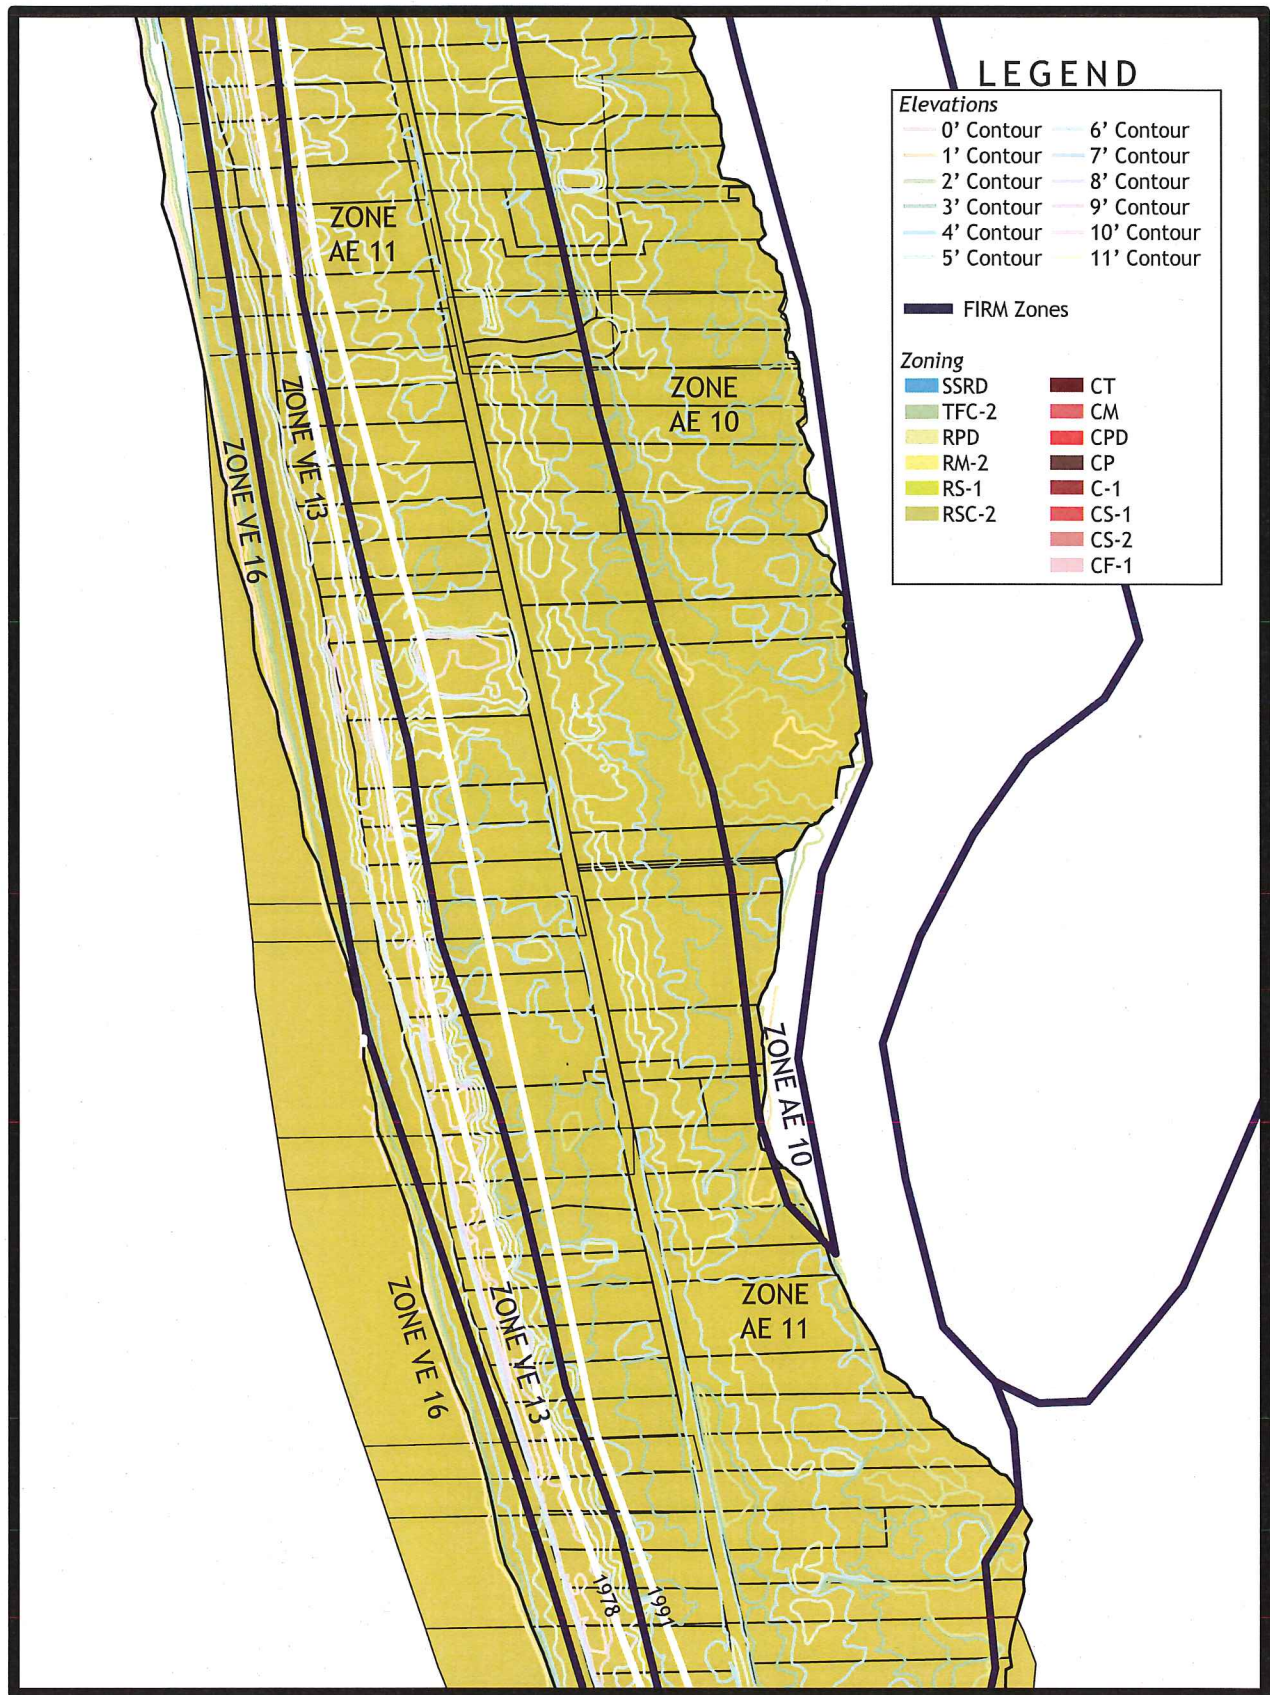 LEGEND
Elevations
0' Contour
1' Contour
2' Contour
3' Contour
4' Contour
5' Contour
6' Contour
7' Contour
8' Contour
9' Contour
10' Contour
11' Contour
FIRM Zones
Zoning
SSRD
TFC-2
RPD
RM-2
RS-1
RSC-2
CT
CM
CPD
CP
C-1
CS-1
CS-2
CF-1
ZONE
AE 11
ZONE
AE 10
ZONE VE 13
ZONE VE 16
ZONE AE 10
ZONE
AE 11
ZONE VE 16
ZONE VE 13
1978
1991